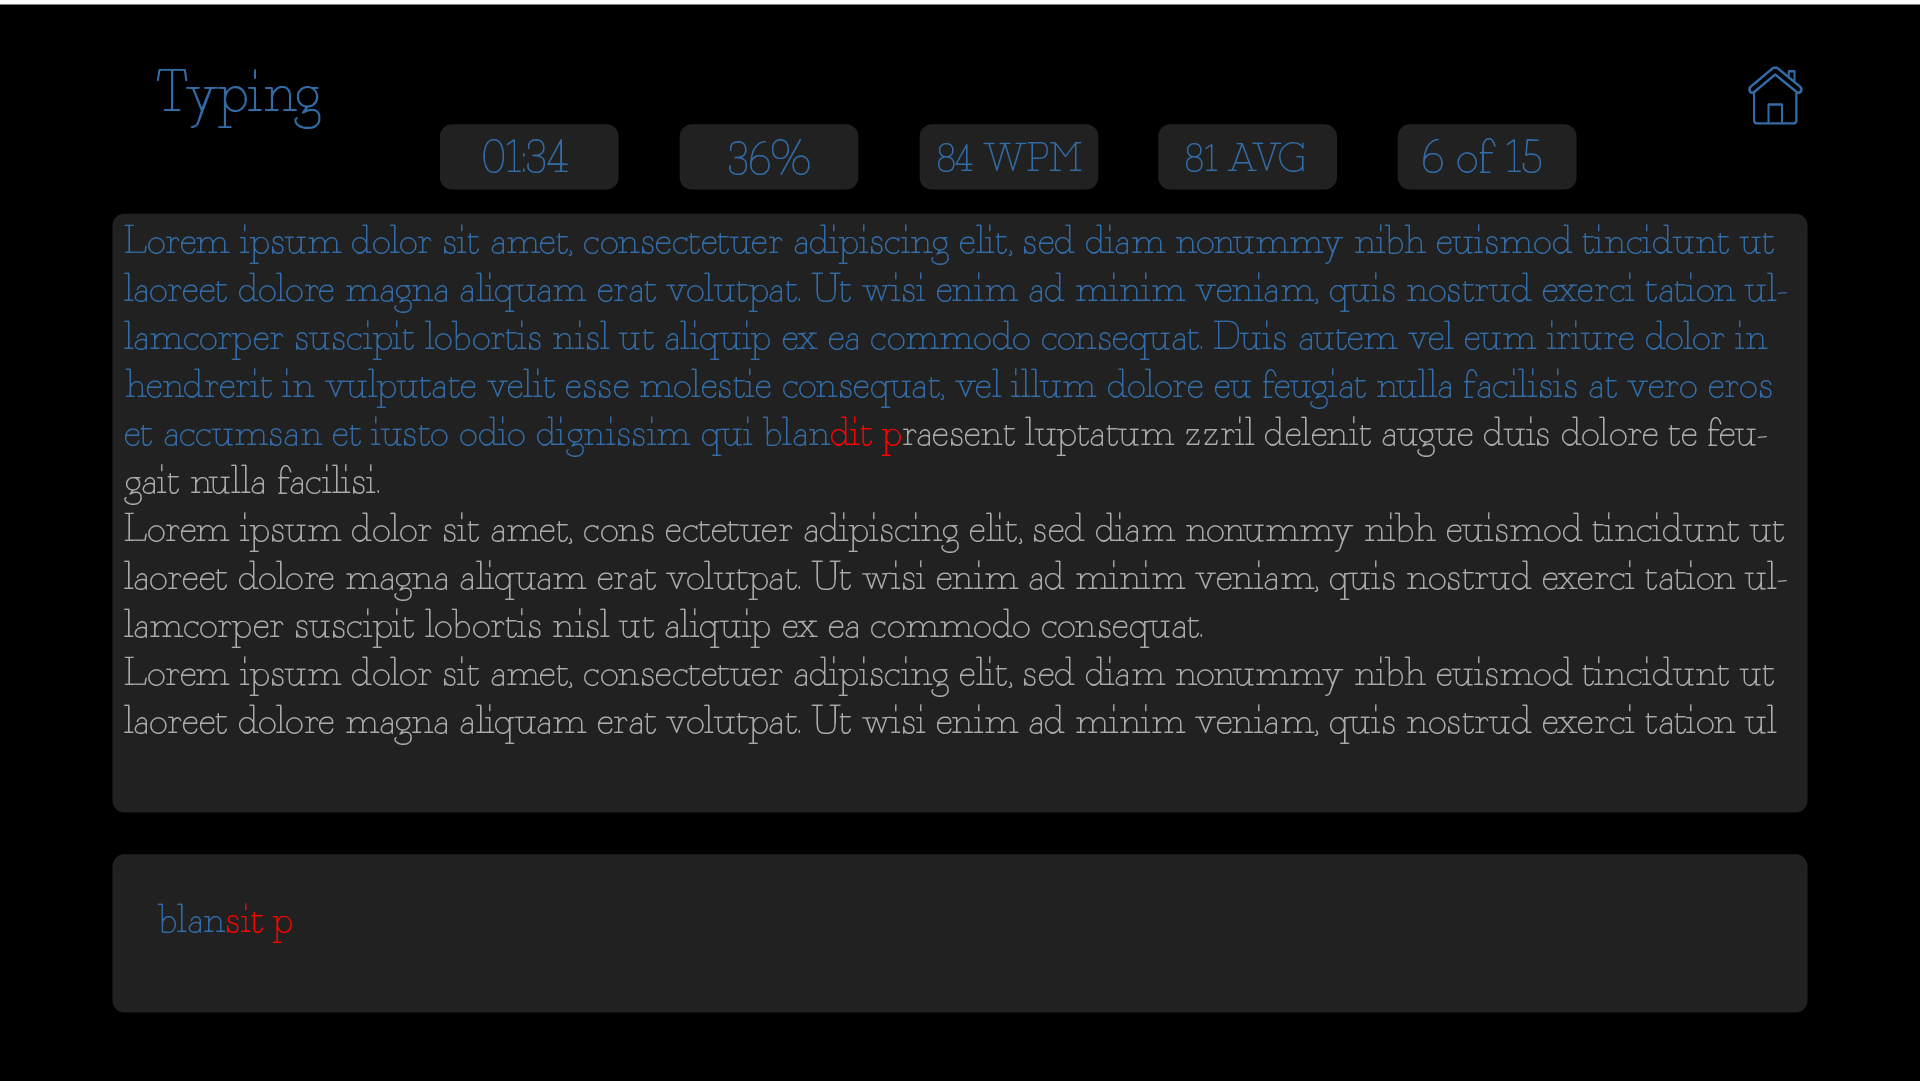 Typing
01:34
36%
84 WPM
81 AVG
6 of 15
Lorem ipsum dolor sit amet, consectetuer adipiscing elit, sed diam nonummy nibh euismod tincidunt ut
laoreet dolore magna aliquam erat volutpat. Ut wisi enim ad minim veniam, quis nostrud exerci tation ul-
lamcorper suscipit lobortis nisl ut aliquip ex ea commodo consequat. Duis autem vel eum iriure dolor in
hendrerit in vulputate velit esse molestie consequat, vel illum dolore eu feugiat nulla facilisis at vero eros
et accumsan et iusto odio dignissim qui blandit praesent luptatum zzril delenit augue duis dolore te feu-
gait nulla facilisi.
Lorem ipsum dolor sit amet, cons ectetuer adipiscing elit, sed diam nonummy nibh euismod tincidunt ut
laoreet dolore magna aliquam erat volutpat. Ut wisi enim ad minim veniam, quis nostrud exerci tation ul-
lamcorper suscipit lobortis nisl ut aliquip ex ea commodo consequat.
Lorem ipsum dolor sit amet, consectetuer adipiscing elit, sed diam nonummy nibh euismod tincidunt ut
laoreet dolore magna aliquam erat volutpat. Ut wisi enim ad minim veniam, quis nostrud exerci tation ul
blansit p